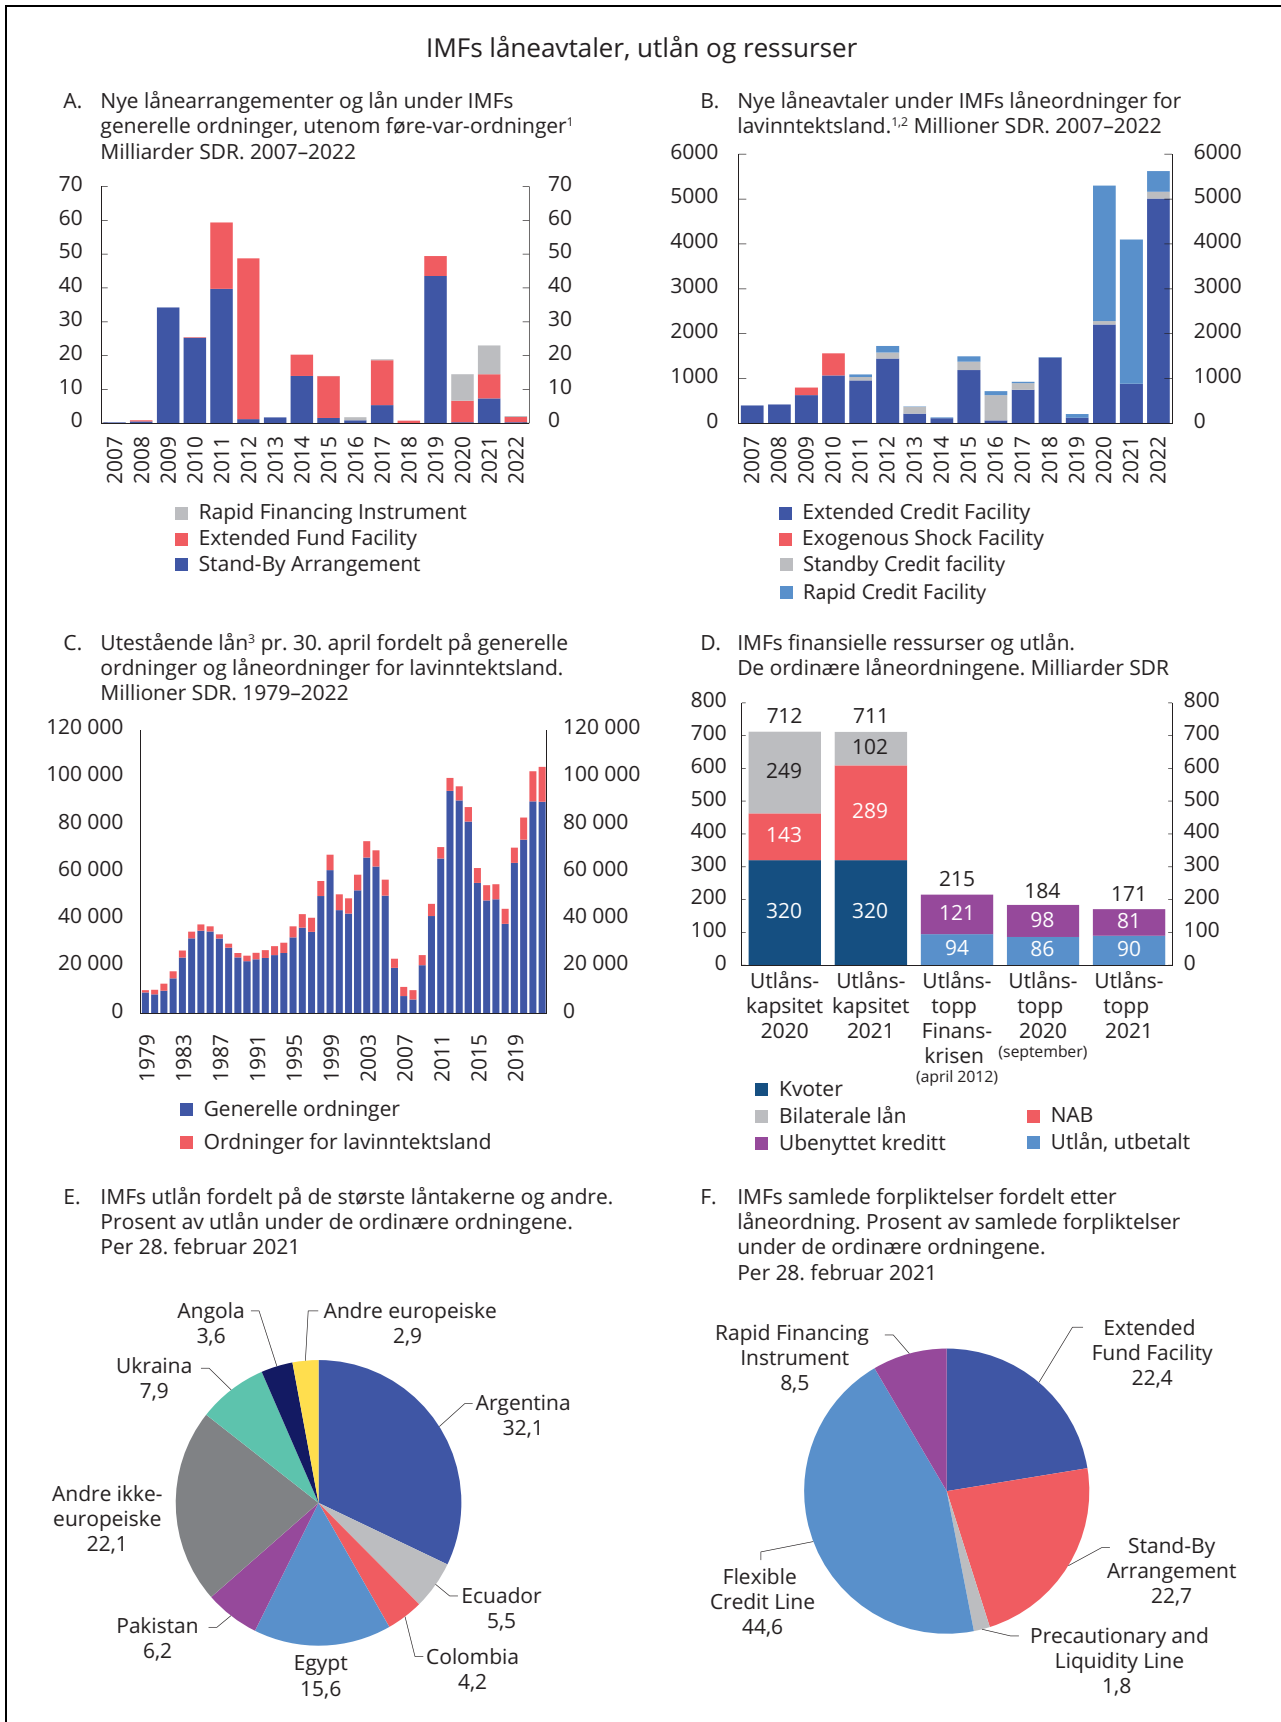 IMFs låneavtaler, utlån og ressurser
A. Nye lånearrangementer og lån under IMFs
generelle ordninger, utenom føre-var-ordninger¹
Milliarder SDR. 2007–2022
70 70
60 60
50 50
40 40
30 30
20 20
10 10
0 0
2007 2008 2009 2010 2011 2012 2013 2014 2015 2016 2017 2018 2019 2020 2021 2022
Rapid Financing Instrument
Extended Fund Facility
Stand-By Arrangement
B. Nye låneavtaler under IMFs låneordninger for
lavinntektsland.¹,² Millioner SDR. 2007–2022
6000 6000
5000 5000
4000 4000
3000 3000
2000 2000
1000 1000
0 0
2007 2008 2009 2010 2011 2012 2013 2014 2015 2016 2017 2018 2019 2020 2021 2022
Extended Credit Facility
Exogenous Shock Facility
Standby Credit facility
Rapid Credit Facility
C. Utestående lån³ pr. 30. april fordelt på generelle
ordninger og låneordninger for lavinntektsland.
Millioner SDR. 1979–2022
120 000 120 000
100 000 100 000
80 000 80 000
60 000 60 000
40 000 40 000
20 000 20 000
0 0
1979 1983 1987 1991 1995 1999 2003 2007 2011 2015 2019
Generelle ordninger
Ordninger for lavinntektsland
D. IMFs finansielle ressurser og utlån.
De ordinære låneordningene. Milliarder SDR
800 800
700 712 711 700
600 249 102 600
500 500
400 143 289 400
300 300
200 215 184 171 200
320 320 121 98 81
100 100
0 94 86 90 0
Utlåns- Utlåns- Utlåns- Utlåns- Utlåns-
kapsitet kapsitet topp topp topp
2020 2021 Finans- 2020 2021
krisen (september)
(april 2012)
Kvoter
Bilaterale lån NAB
Ubenyttet kreditt Utlån, utbetalt
E. IMFs utlån fordelt på de største låntakerne og andre.
Prosent av utlån under de ordinære ordningene.
Per 28. februar 2021
Angola
3,6
Andre europeiske
2,9
Ukraina
7,9
Argentina
32,1
Andre ikke-
europeiske
22,1
Ecuador
5,5
Pakistan
6,2
Egypt
15,6
Colombia
4,2
F. IMFs samlede forpliktelser fordelt etter
låneordning. Prosent av samlede forpliktelser
under de ordinære ordningene.
Per 28. februar 2021
Rapid Financing
Instrument
8,5
Extended
Fund Facility
22,4
Flexible
Credit Line
44,6
Stand-By
Arrangement
22,7
Precautionary and
Liquidity Line
1,8